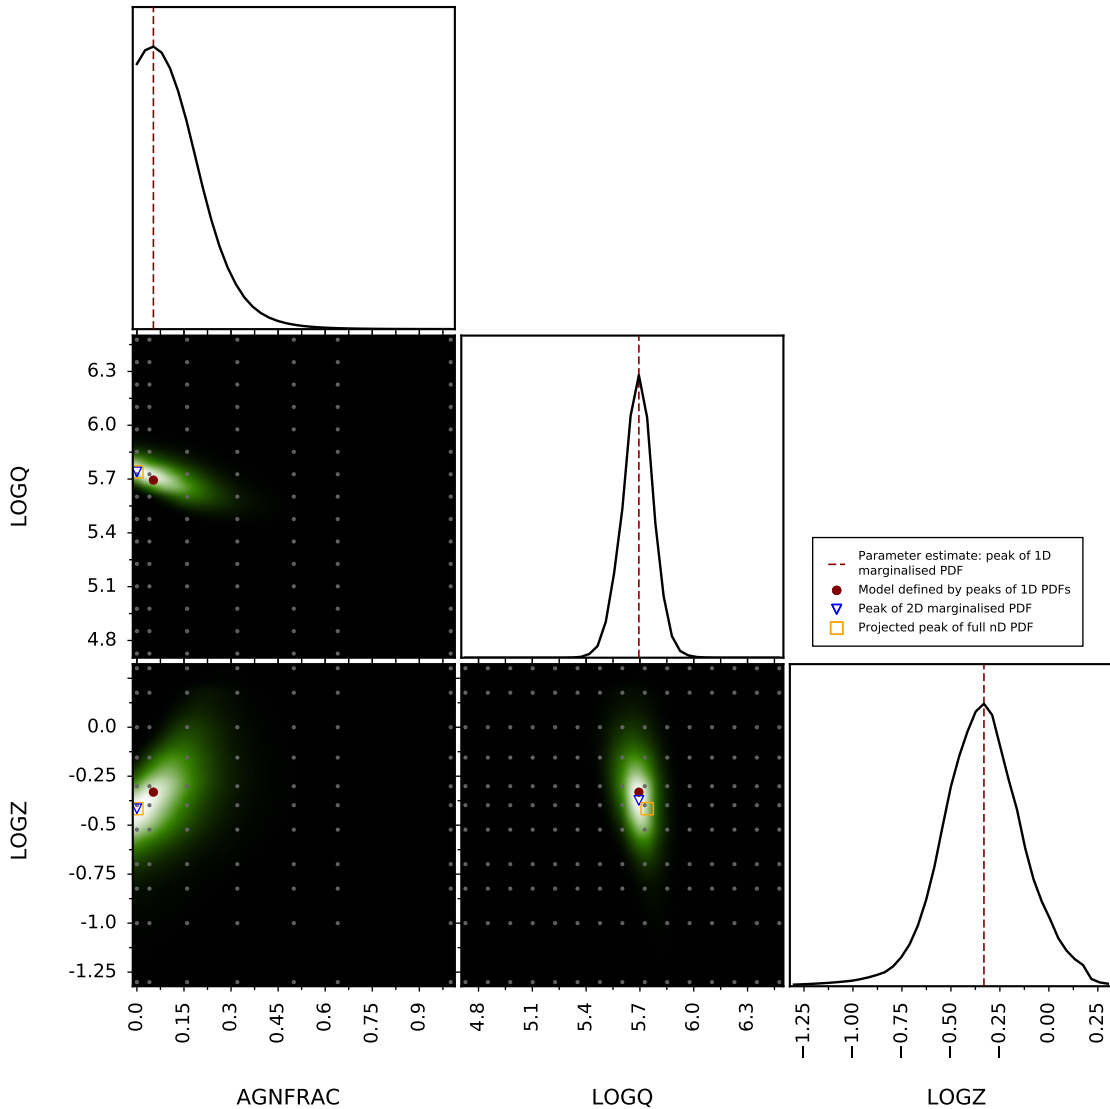 6.3
6.0
5.7
5.4
5.1
4.8
LOGQ
Parameter estimate: peak of 1D
marginalised PDF
Model defined by peaks of 1D PDFs
Peak of 2D marginalised PDF
Projected peak of full nD PDF
0.0
-0.25
-0.5
-0.75
-1.0
-1.25
LOGZ
0.0 0.15 0.3 0.45 0.6 0.75 0.9
4.8 5.1 5.4 5.7 6.0 6.3
−1.25 −1.00 −0.75 −0.50 −0.25 0.00 0.25
AGNFRAC LOGQ LOGZ